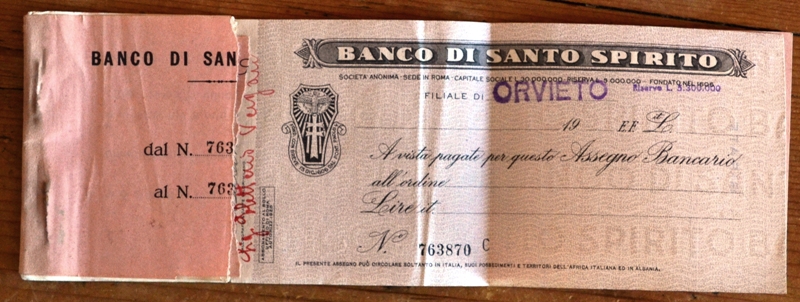 BANCO DI SAN
dal N. 763
al N. 763
BANCO DI SANTO SPIRITO
SOCIETÀ ANONIMA - SEDE IN ROMA - CAPITALE SOCIALE L. 30.000.000 - RISERVA L. 5.000.000 - FONDATO NEL 1605
FILIALE DI ORVIETO Riserva L. 5.300.000
19 EF Lit.
A vista pagate per questo Assegno Bancario
all'ordine
Lire it.
N. 763870 C
IL PRESENTE ASSEGNO PUÒ CIRCOLARE SOLTANTO IN ITALIA, SUOI POSSEDIMENTI E TERRITORI DELL'AFRICA ITALIANA ED IN ALBANIA.